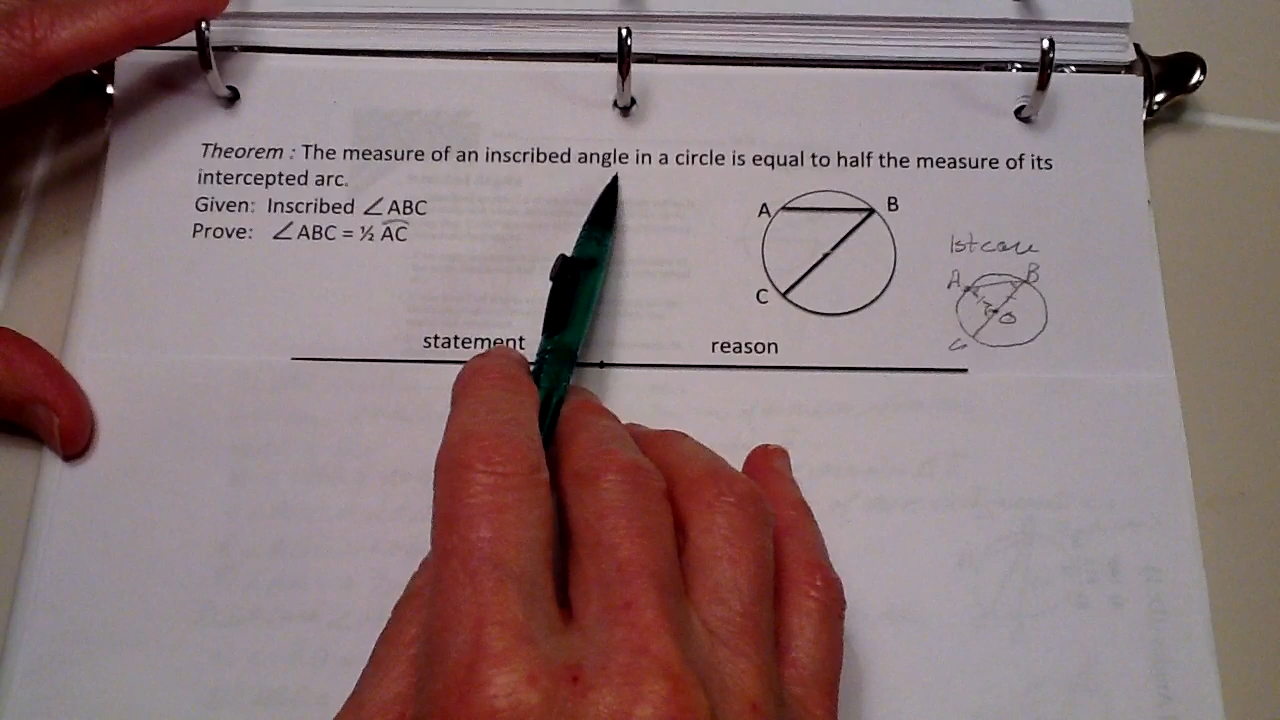 Theorem : The measure of an inscribed angle in a circle is equal to half the measure of its
intercepted arc.
Given: Inscribed ∠ABC
Prove: ∠ABC = ½ AC
A
B
C
1st case
A
B
O
C
statement
reason